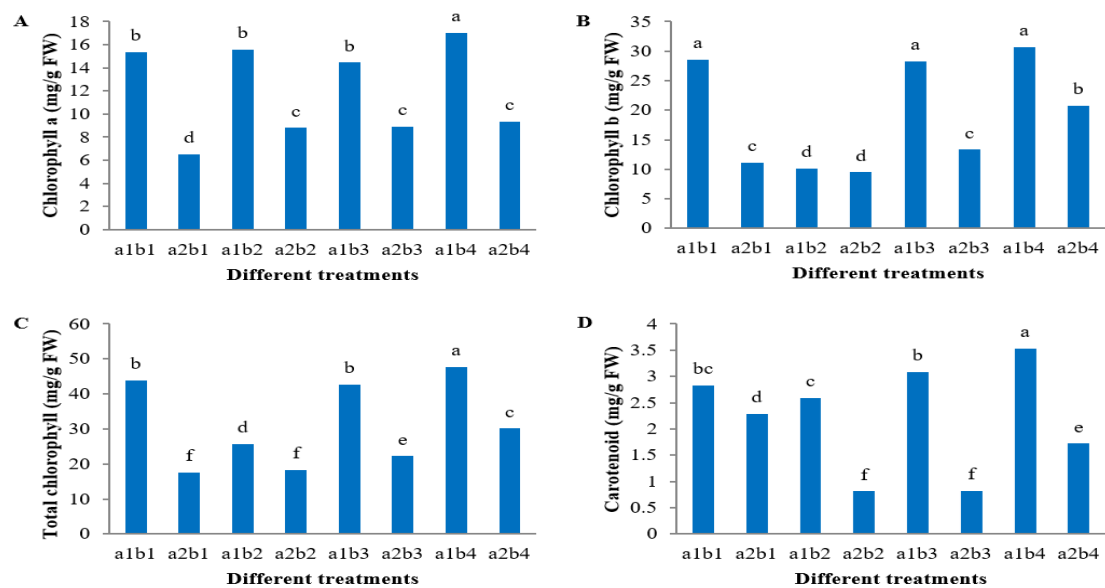 A
Chlorophyll a (mg/g FW)
18
16
14
12
10
8
6
4
2
0
b
d
b
c
b
c
a
c
a1b1 a2b1 a1b2 a2b2 a1b3 a2b3 a1b4 a2b4
Different treatments
B
Chlorophyll b (mg/g FW)
35
30
25
20
15
10
5
0
a
c
d
d
a
c
a
b
a1b1 a2b1 a1b2 a2b2 a1b3 a2b3 a1b4 a2b4
Different treatments
C
Total chlorophyll (mg/g FW)
60
50
40
30
20
10
0
b
f
d
f
b
e
a
c
a1b1 a2b1 a1b2 a2b2 a1b3 a2b3 a1b4 a2b4
Different treatments
D
Carotenoid (mg/g FW)
4
3.5
3
2.5
2
1.5
1
0.5
0
bc
d
c
f
b
f
a
e
a1b1 a2b1 a1b2 a2b2 a1b3 a2b3 a1b4 a2b4
Different treatments